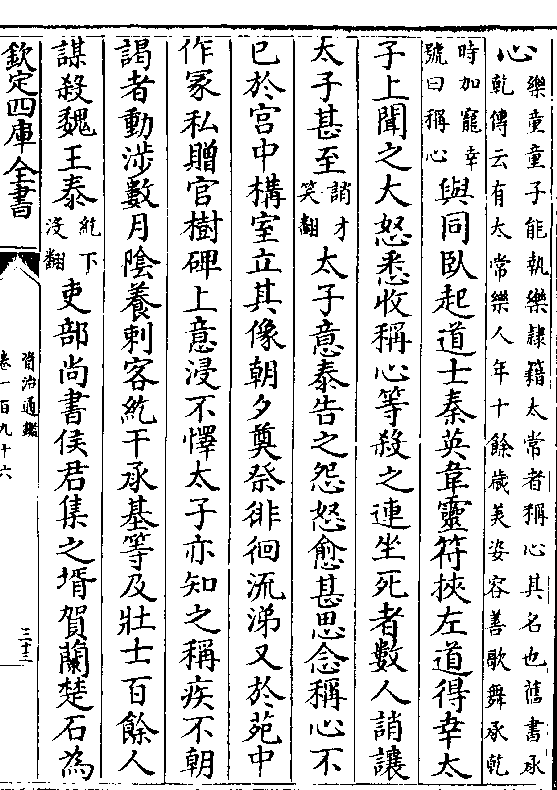 心樂童童子能執樂隷籍太常者稱心其名也舊書承
乾傳云有太常樂人年十餘歳美姿容善歌舞承乾
時加寵幸
號曰稱心
與同臥起道士秦英韋靈符挾左道得幸太
子上聞之大怒悉收稱心等殺之連坐死者數人誚讓
太子甚至誚才
笑翻
太子意泰告之怨怒愈甚思念稱心不
已於宫中構室立其像朝夕奠祭徘徊流涕又於苑中
作冢私贈官樹碑上意浸不懌太子亦知之稱疾不朝
謁者動涉數月陰養刺客紇干承基等及壯士百餘人
謀殺魏王泰紇下
沒翻
吏部尚書侯君集之壻賀蘭楚石為
欽定四庫全書
資治通鑑
卷一百九十六
三十三